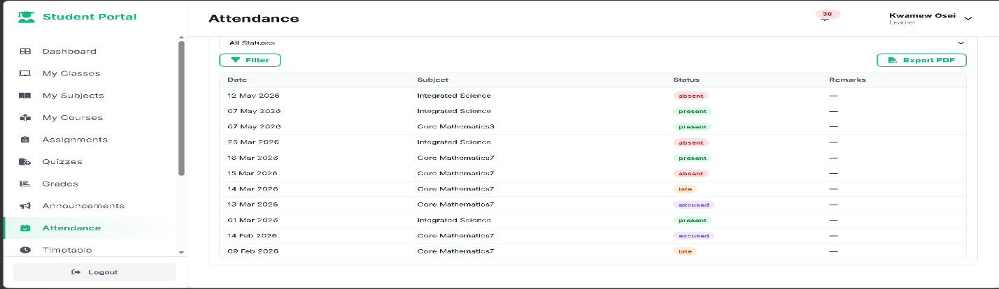 Student Portal
Attendance
30
Kwamew Osei
Learner
Dashboard
My Classes
My Subjects
My Courses
Assignments
Quizzes
Grades
Announcements
Attendance
Timetable
Logout
All Statuses
Filter
Export PDF
Date Subject Status Remarks
12 May 2026 Integrated Science absent —
07 May 2026 Integrated Science present —
07 May 2026 Core Mathematics3 present —
25 Mar 2026 Integrated Science absent —
16 Mar 2026 Core Mathematics7 present —
15 Mar 2026 Core Mathematics7 absent —
14 Mar 2026 Core Mathematics7 late —
13 Mar 2026 Core Mathematics7 excused —
01 Mar 2026 Integrated Science present —
14 Feb 2026 Core Mathematics7 excused —
09 Feb 2026 Core Mathematics7 late —